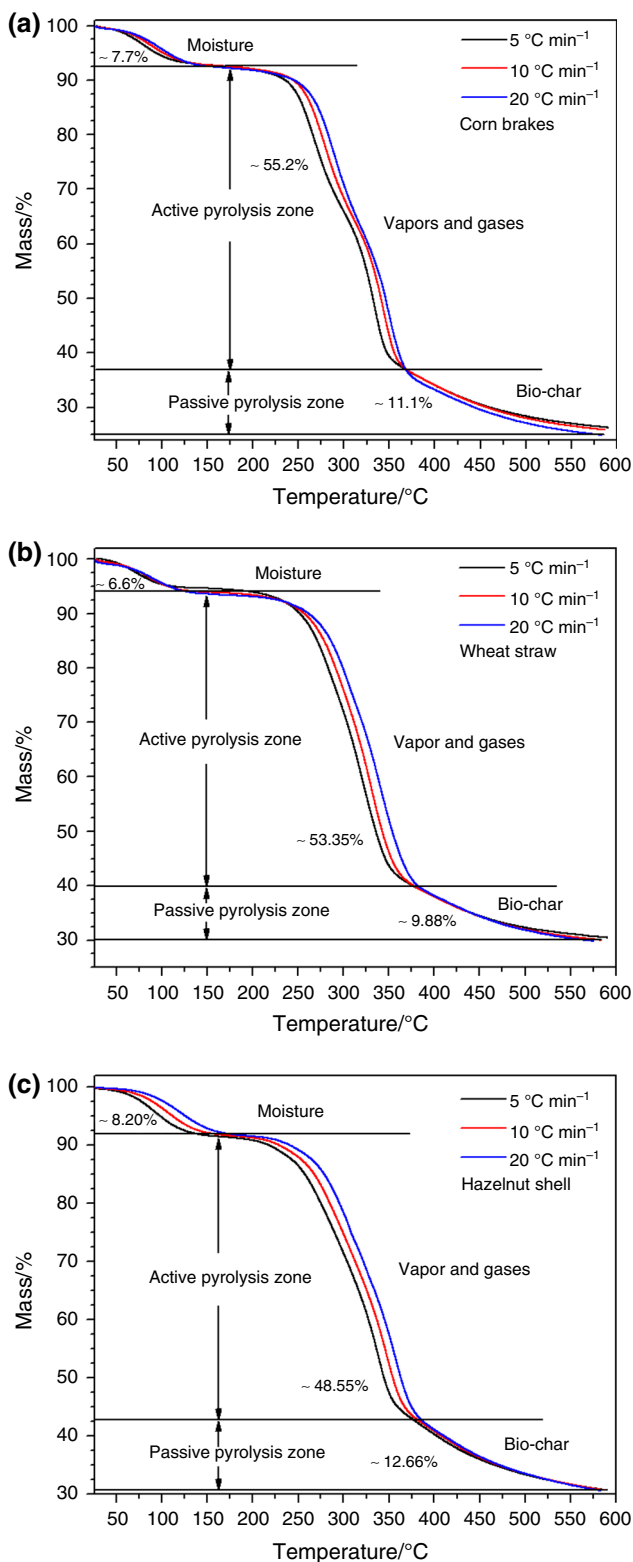 (a)
Moisture
5 °C min⁻¹
10 °C min⁻¹
20 °C min⁻¹
Corn brakes
~ 7.7%
~ 55.2%
Active pyrolysis zone
Vapors and gases
Passive pyrolysis zone
~ 11.1%
Bio-char
Mass/%
100
90
80
70
60
50
40
30
50 100 150 200 250 300 350 400 450 500 550 600
Temperature/°C
(b)
Moisture
5 °C min⁻¹
10 °C min⁻¹
20 °C min⁻¹
Wheat straw
~ 6.6%
Active pyrolysis zone
Vapor and gases
~ 53.35%
Passive pyrolysis zone
~ 9.88%
Bio-char
Mass/%
100
90
80
70
60
50
40
30
50 100 150 200 250 300 350 400 450 500 550 600
Temperature/°C
(c)
Moisture
5 °C min⁻¹
10 °C min⁻¹
20 °C min⁻¹
Hazelnut shell
~ 8.20%
Active pyrolysis zone
Vapor and gases
~ 48.55%
Passive pyrolysis zone
~ 12.66%
Bio-char
Mass/%
100
90
80
70
60
50
40
30
50 100 150 200 250 300 350 400 450 500 550 600
Temperature/°C